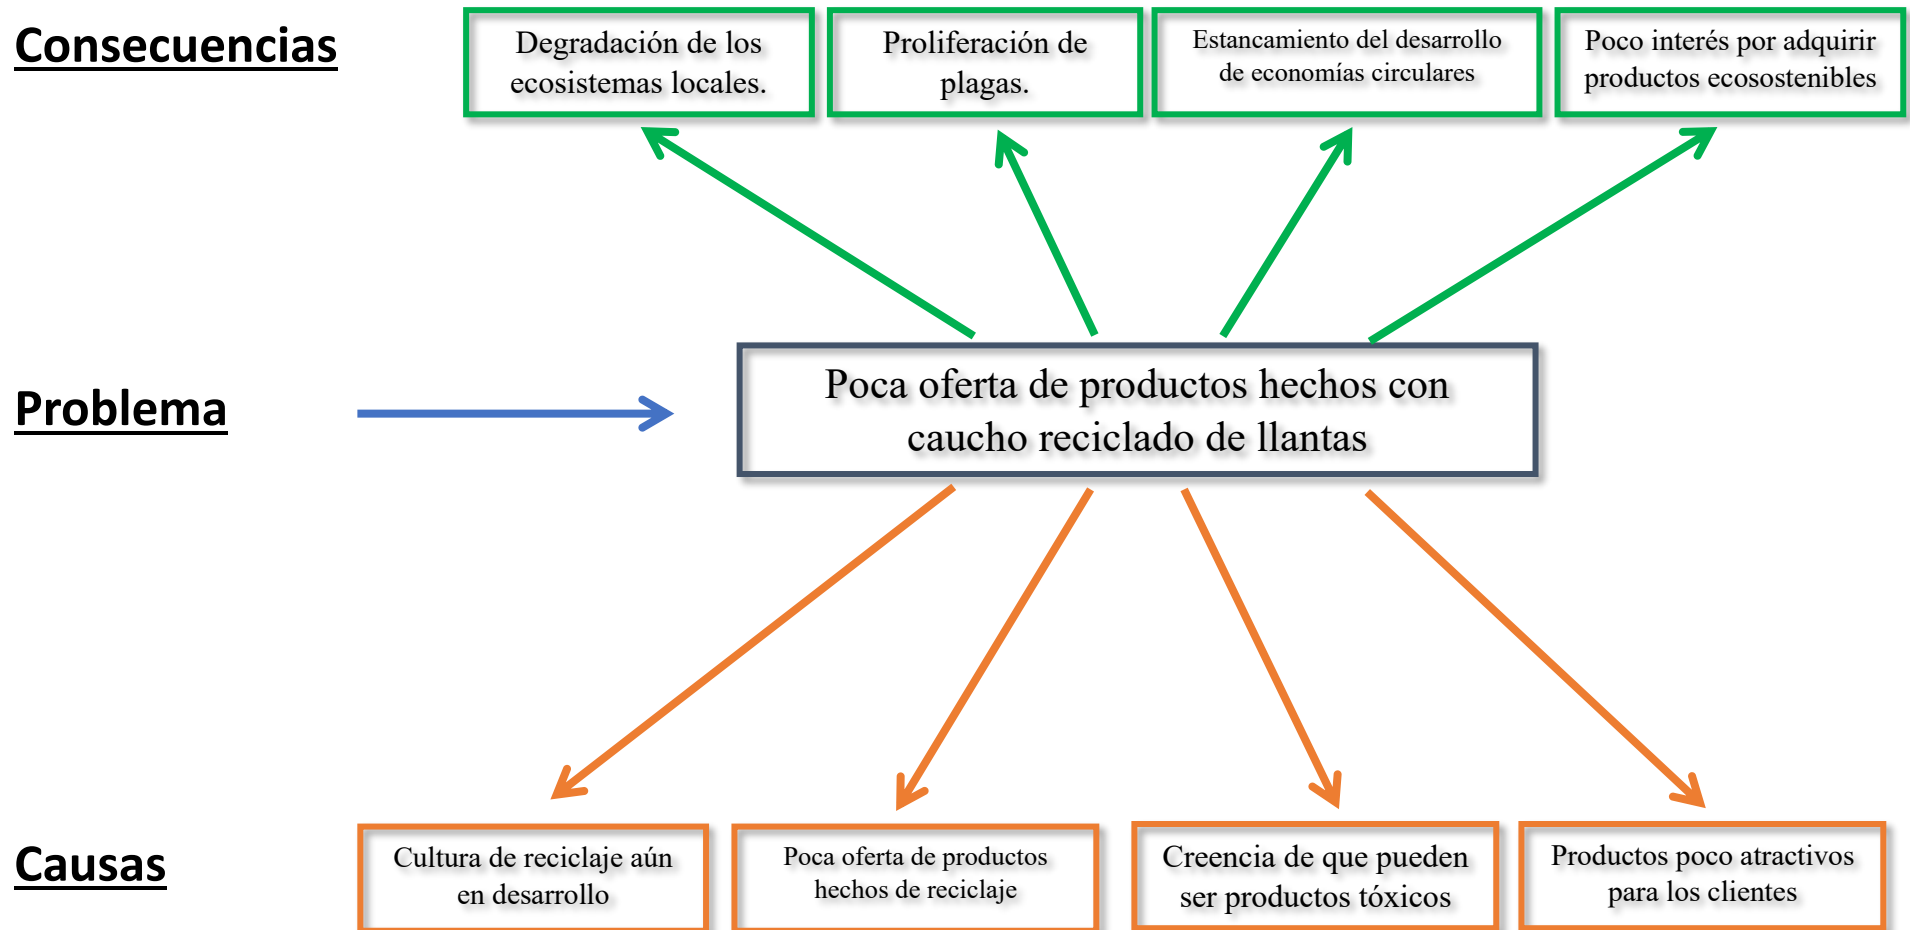 Consecuencias
Degradación de los
ecosistemas locales.
Proliferación de
plagas.
Estancamiento del desarrollo
de economías circulares
Poco interés por adquirir
productos ecosostenibles
Problema
Poca oferta de productos hechos con
caucho reciclado de llantas
Causas
Cultura de reciclaje aún
en desarrollo
Poca oferta de productos
hechos de reciclaje
Creencia de que pueden
ser productos tóxicos
Productos poco atractivos
para los clientes